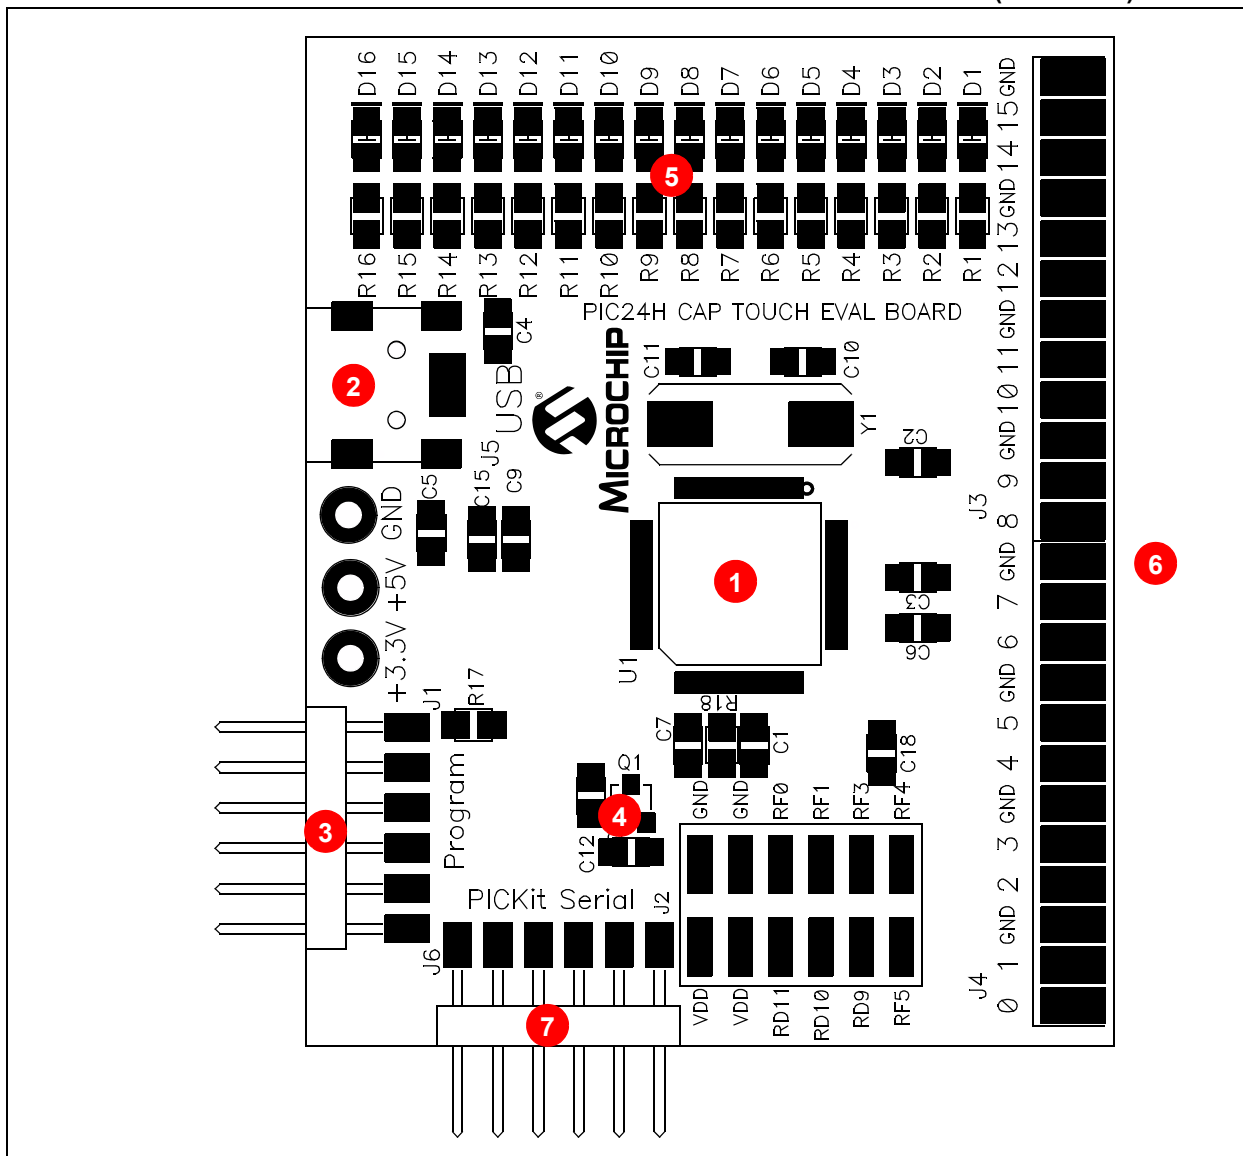 D16 D15 D14 D13 D12 D11 D10 D9 D8 D7 D6 D5 D4 D3 D2 D1
5
R16 R15 R14 R13 R12 R11 R10 R9 R8 R7 R6 R5 R4 R3 R2 R1
PIC24H CAP TOUCH EVAL BOARD
C4
C11
C10
2
USB
J5
®
MICROCHIP
Y1
C2
C5
C15
C9
GND
+5V
+3.3V
1
U1
C3
C6
J1
R17
C7
R18
C1
C18
Program
3
Q1
4
C12
GND GND RF0 RF1 RF3 RF4
PICKit Serial
J2
J6
VDD VDD RD11 RD10 RD9 RF5
7
GND
15
14
GND
13
12
GND
11
10
GND
9
8
J3
GND
7
6
GND
5
4
GND
3
2
GND
1
0
J4
6